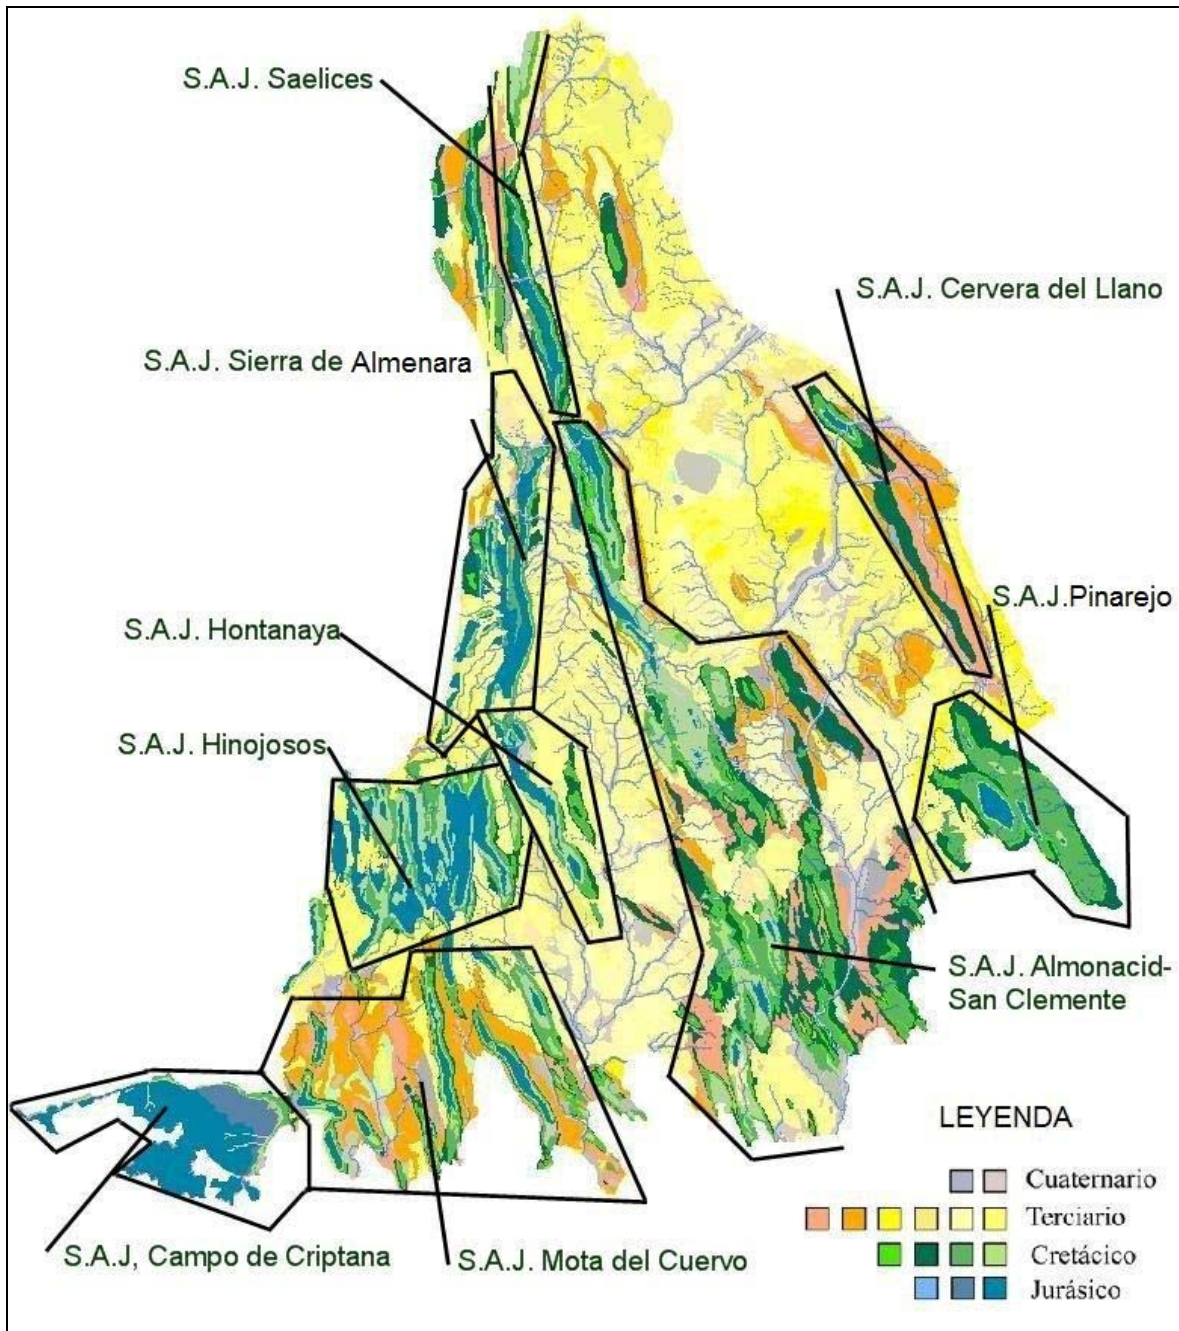 S.A.J. Saelices
S.A.J. Cervera del Llano
S.A.J. Sierra de Almenara
S.A.J.Pinarejo
S.A.J. Hontanaya
S.A.J. Hinojosos
S.A.J. Almonacid-
San Clemente
LEYENDA
Cuaternario
Terciario
Cretácico
Jurásico
S.A.J, Campo de Criptana
S.A.J. Mota del Cuervo